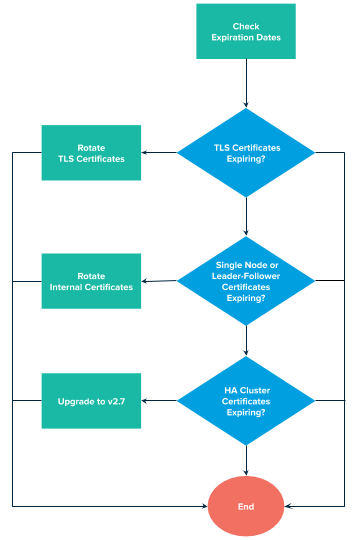 Check
Expiration Dates
Rotate
TLS Certificates
TLS Certificates
Expiring?
Rotate
Internal Certificates
Single Node or
Leader-Follower
Certificates
Expiring?
Upgrade to v2.7
HA Cluster
Certificates
Expiring?
End